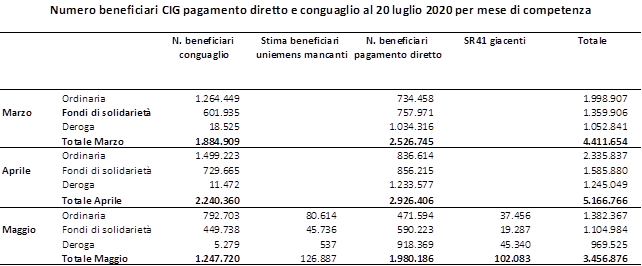 Numero beneficiari CIG pagamento diretto e conguaglio al 20 luglio 2020 per mese di competenza
N. beneficiari conguaglio Stima beneficiari uniemens mancanti N. beneficiari pagamento diretto SR41 giacenti Totale
Marzo
Ordinaria 1.264.449 734.458 1.998.907
Fondi di solidarietà 601.935 757.971 1.359.906
Deroga 18.525 1.034.316 1.052.841
Totale Marzo 1.884.909 2.526.745 4.411.654
Aprile
Ordinaria 1.499.223 836.614 2.335.837
Fondi di solidarietà 729.665 856.215 1.585.880
Deroga 11.472 1.233.577 1.245.049
Totale Aprile 2.240.360 2.926.406 5.166.766
Maggio
Ordinaria 792.703 80.614 471.594 37.456 1.382.367
Fondi di solidarietà 449.738 45.736 590.223 19.287 1.104.984
Deroga 5.279 537 918.369 45.340 969.525
Totale Maggio 1.247.720 126.887 1.980.186 102.083 3.456.876